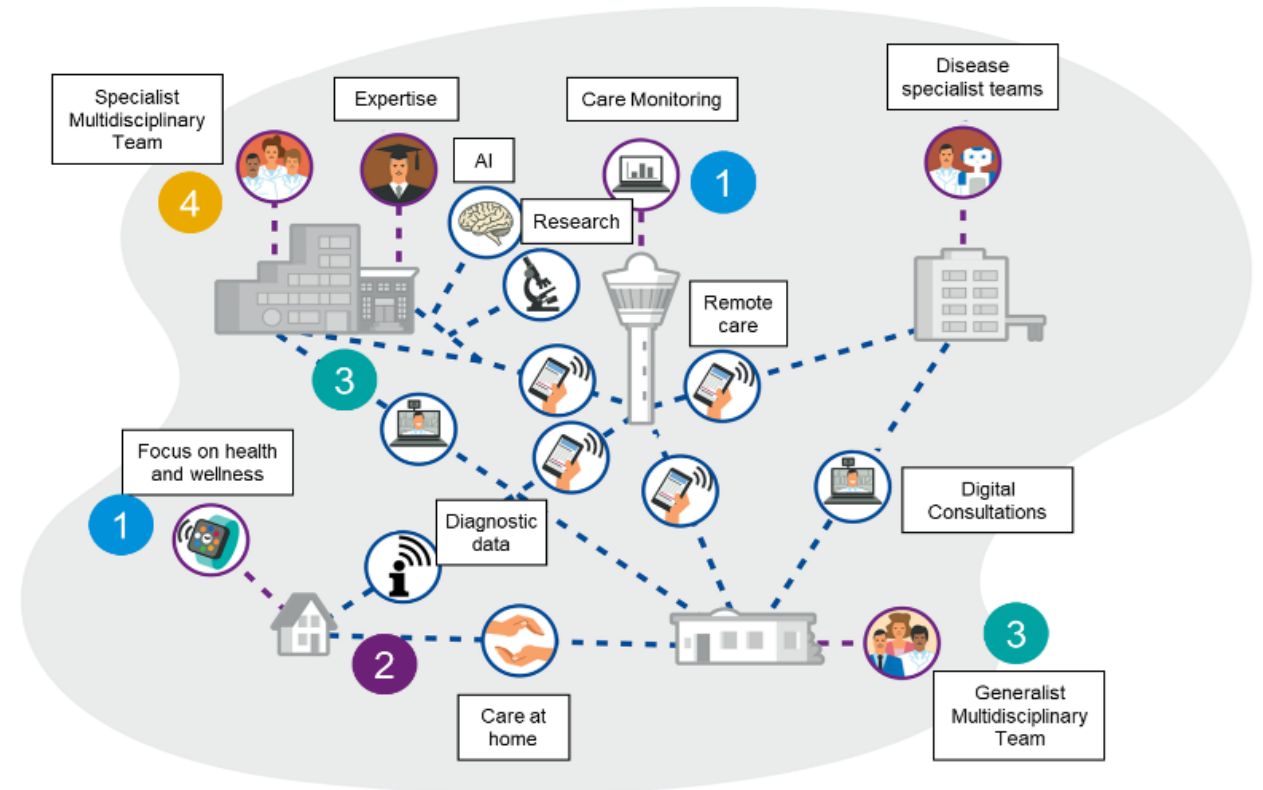 Disease
specialist teams
Specialist
Multidisciplinary
Team
Expertise
Care Monitoring
AI
1
4
Research
Remote
care
3
Focus on health
and wellness
1
Diagnostic
data
Digital
Consultations
2
3
Care at
home
Generalist
Multidisciplinary
Team